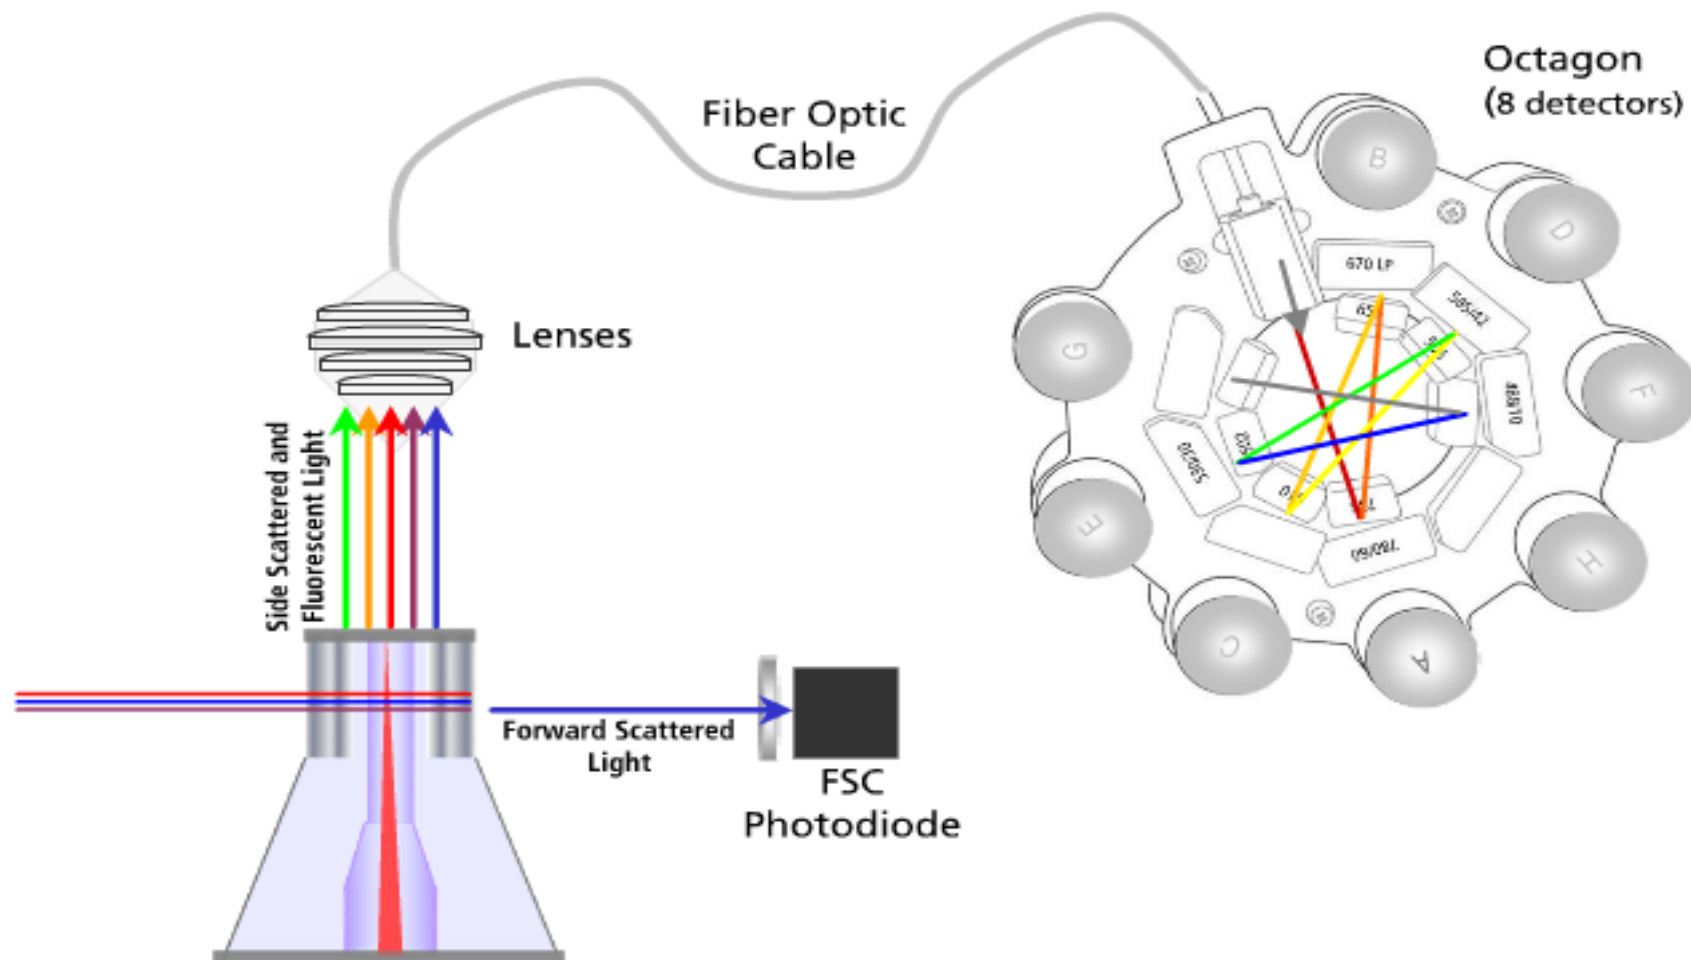 Octagon
(8 detectors)
Fiber Optic
Cable
Lenses
Side Scattered and
Fluorescent Light
Forward Scattered
Light
FSC
Photodiode
B
D
F
H
A
C
E
G
670 LP
585/42
488/10
780/60
530/30